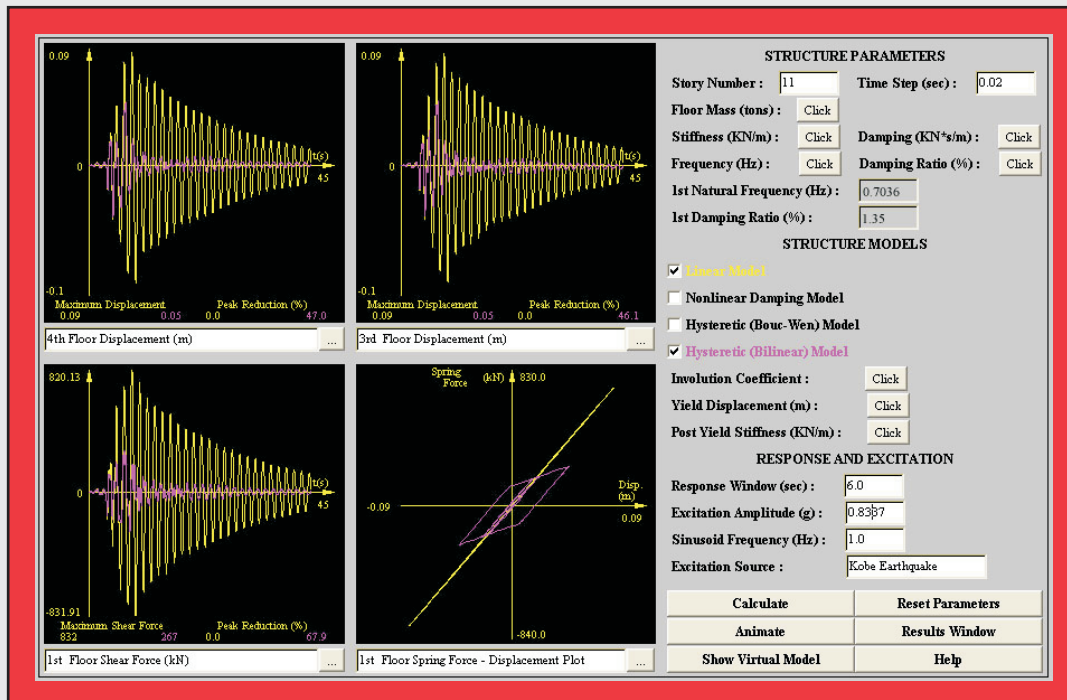 0.09
0
t(s)
45
-0.1
Maximum Displacement Peak Reduction (%)
0.09 0.05 0.0 47.0
4th Floor Displacement (m) ...
0.09
0
t(s)
45
-0.1
Maximum Displacement Peak Reduction (%)
0.09 0.05 0.0 46.1
3rd Floor Displacement (m) ...
820.13
0
t(s)
45
-831.91
Maximum Shear Force Peak Reduction (%)
832 267 0.0 67.9
1st Floor Shear Force (kN) ...
Spring
Force (kN) 830.0
Disp.
(m)
-0.09
0.09
-840.0
1st Floor Spring Force - Displacement Plot ...
STRUCTURE PARAMETERS
Story Number : 11 Time Step (sec) : 0.02
Floor Mass (tons) : Click
Stiffness (KN/m) : Click Damping (KN*s/m) : Click
Frequency (Hz) : Click Damping Ratio (%) : Click
1st Natural Frequency (Hz) : 0.7036
1st Damping Ratio (%) : 1.35
STRUCTURE MODELS
Linear Model
Nonlinear Damping Model
Hysteretic (Bouc-Wen) Model
Hysteretic (Bilinear) Model
Involution Coefficient : Click
Yield Displacement (m) : Click
Post Yield Stiffness (KN/m) : Click
RESPONSE AND EXCITATION
Response Window (sec) : 6.0
Excitation Amplitude (g) : 0.8337
Sinusoid Frequency (Hz) : 1.0
Excitation Source : Kobe Earthquake
Calculate Reset Parameters
Animate Results Window
Show Virtual Model Help